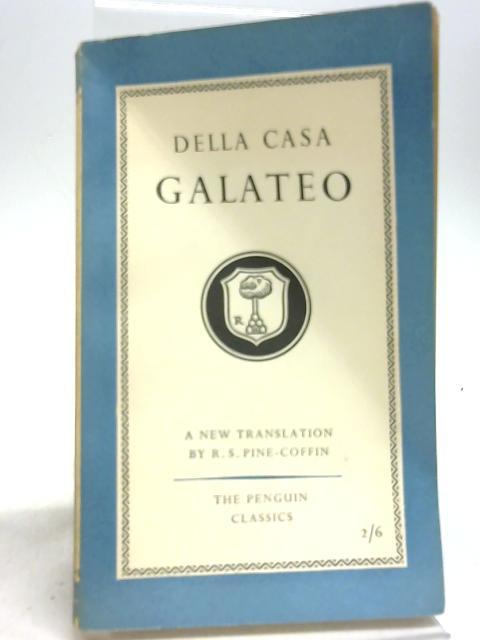 DELLA CASA
GALATEO
R
A NEW TRANSLATION
BY R. S. PINE-COFFIN
THE PENGUIN
CLASSICS
2/6